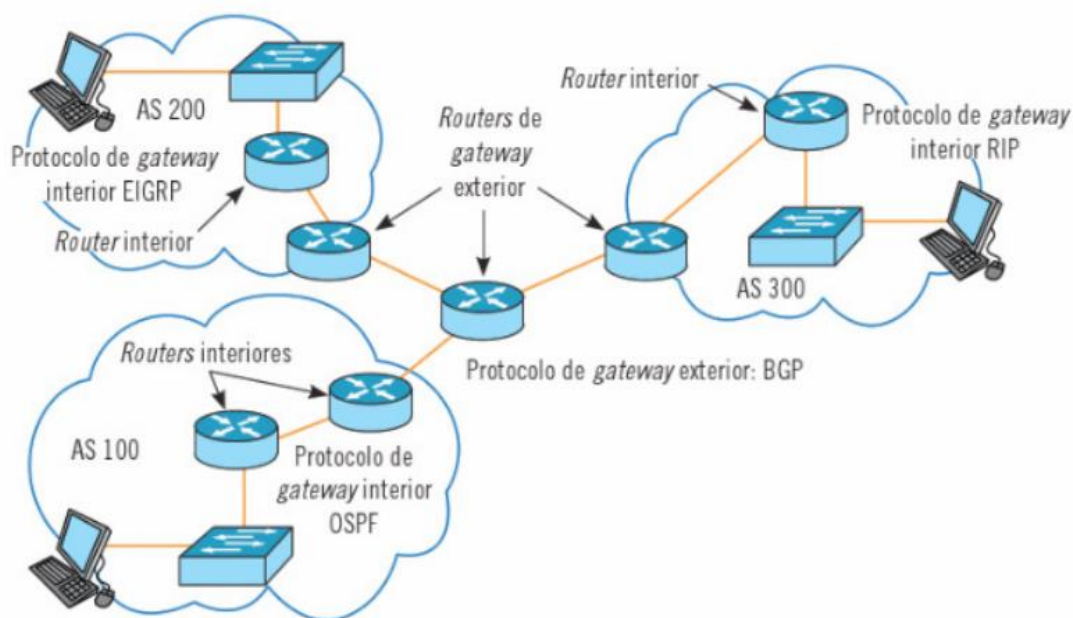 AS 200
Protocolo de gateway
interior EIGRP
Router interior
Routers de
gateway
exterior
Router interior
Protocolo de gateway
interior RIP
AS 300
Protocolo de gateway exterior: BGP
Routers interiores
AS 100
Protocolo de
gateway interior
OSPF